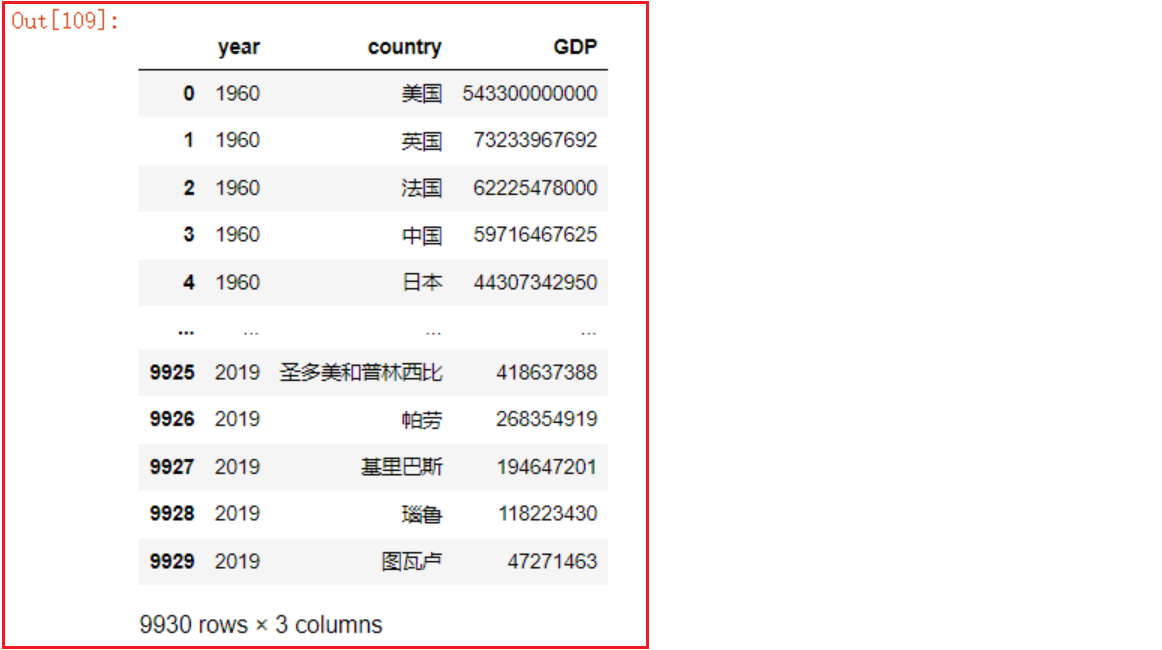 Out[109]:
year country GDP
0 1960 美国 543300000000
1 1960 英国 73233967692
2 1960 法国 62225478000
3 1960 中国 59716467625
4 1960 日本 44307342950
... ... ... ...
9925 2019 圣多美和普林西比 418637388
9926 2019 帕劳 268354919
9927 2019 基里巴斯 194647201
9928 2019 瑙鲁 118223430
9929 2019 图瓦卢 47271463
9930 rows × 3 columns